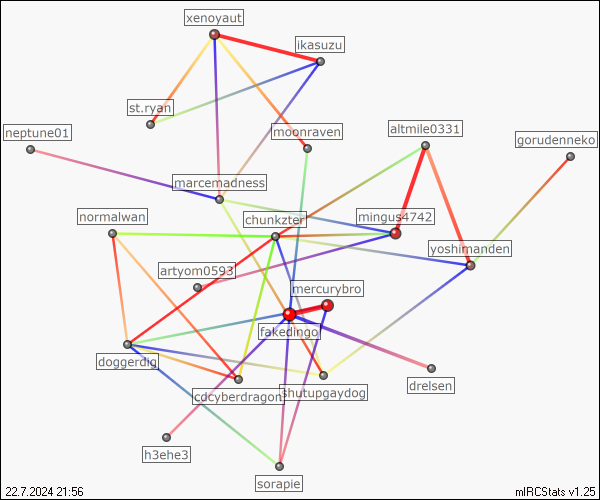 xenoyaut
ikasuzu
st.ryan
altmile0331
neptune01
moonraven
gorudenneko
marcemadness
normalwan
chunkzter
mingus4742
yoshimanden
artyom0593
mercurybro
fakedingo
doggerdig
cdcyberdragon
3hutupgaydog
drelsen
h3ehe3
sorapie
22.7.2024 21:56
mIRCStats v1.25